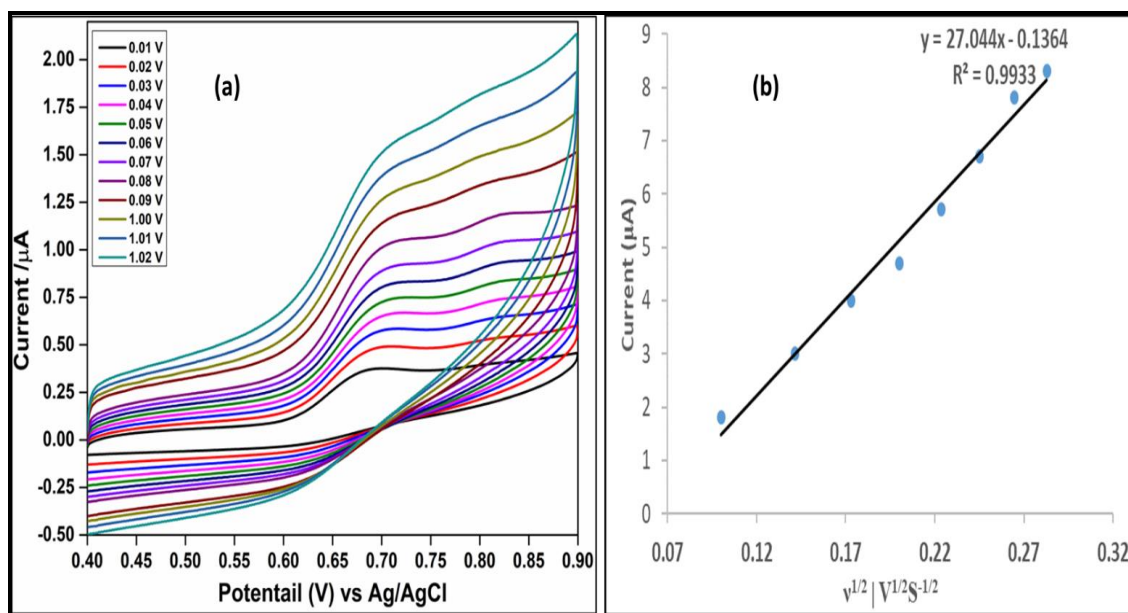 (a)
0.01 V
0.02 V
0.03 V
0.04 V
0.05 V
0.06 V
0.07 V
0.08 V
0.09 V
1.00 V
1.01 V
1.02 V
Current /µA
2.00
1.75
1.50
1.25
1.00
0.75
0.50
0.25
0.00
-0.25
-0.50
0.40 0.45 0.50 0.55 0.60 0.65 0.70 0.75 0.80 0.85 0.90
Potentail (V) vs Ag/AgCl
(b)
y = 27.044x - 0.1364
R² = 0.9933
Current (µA)
9
8
7
6
5
4
3
2
1
0
0.07 0.12 0.17 0.22 0.27 0.32
ν¹/² | V¹/²S⁻¹/²